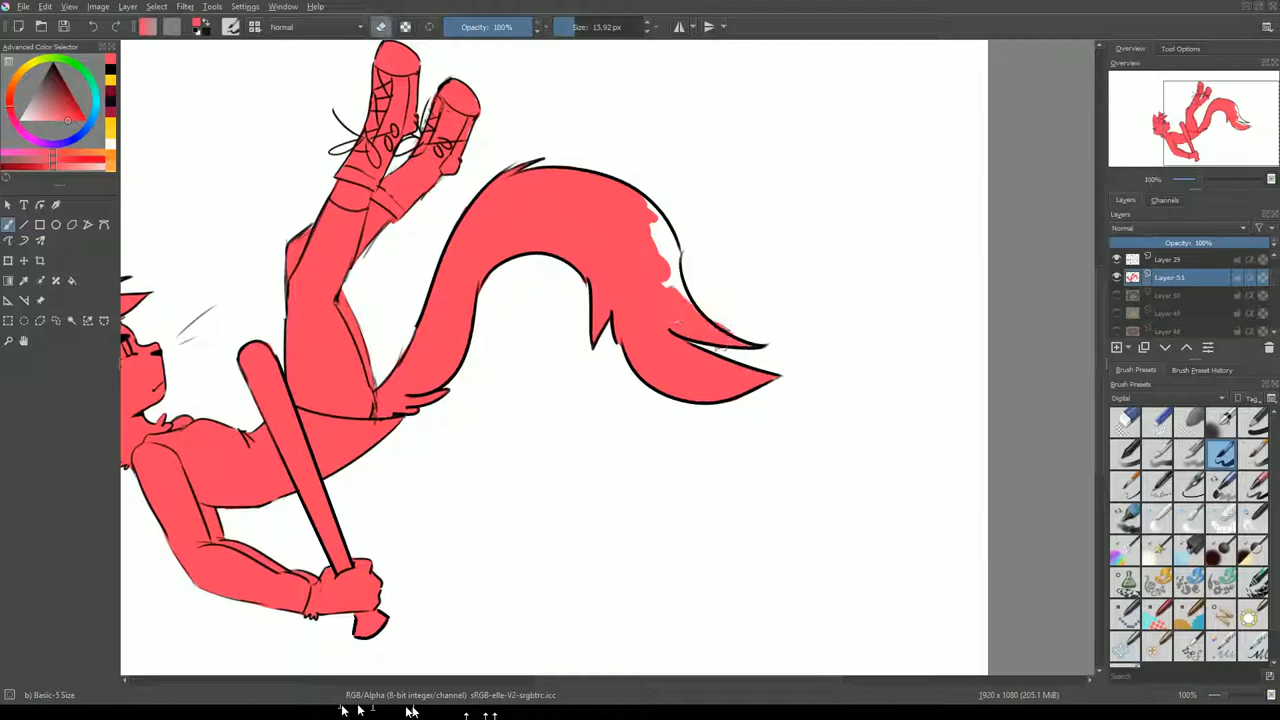 File Edit View Image Layer Select Filter Tools Settings Window Help
Normal Opacity: 100% Size: 13.92 px
Advanced Color Selector
Overview Tool Options
Overview
100%
Layers Channels
Layers
Normal
Opacity: 100%
Layer 29
Layer 51
Layer 50
Layer 49
Layer 48
Brush Presets Brush Preset History
Brush Presets
Digital Tag
Search
b) Basic-5 Size RGB/Alpha (8-bit integer/channel) sRGB-elle-V2-srgbtrc.icc 1920 x 1080 (205.1 MiB) 100%